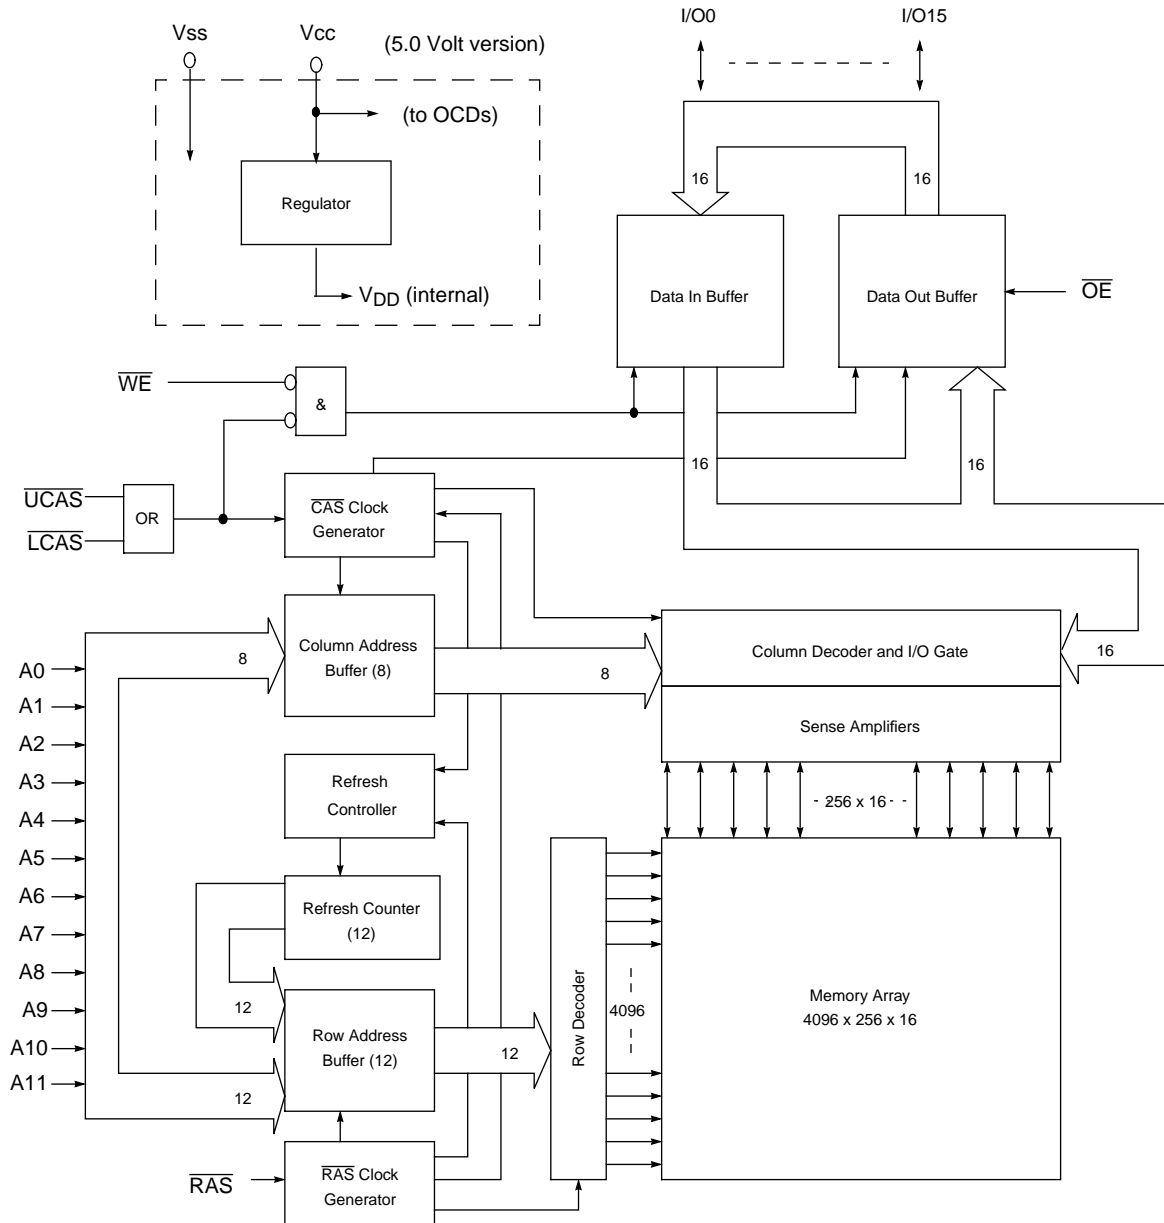 Vss
Vcc
(5.0 Volt version)
I/O0
I/O15
(to OCDs)
Regulator
VDD (internal)
16
16
Data In Buffer
Data Out Buffer
OE
WE
&
16
16
UCAS
LCAS
OR
CAS Clock
Generator
Column Address
Buffer (8)
8
8
Column Decoder and I/O Gate
16
Sense Amplifiers
256 x 16
A0
A1
A2
A3
A4
A5
A6
A7
A8
A9
A10
A11
Refresh
Controller
Refresh Counter
(12)
12
Row Address
Buffer (12)
12
12
Row Decoder
4096
Memory Array
4096 x 256 x 16
RAS
RAS Clock
Generator